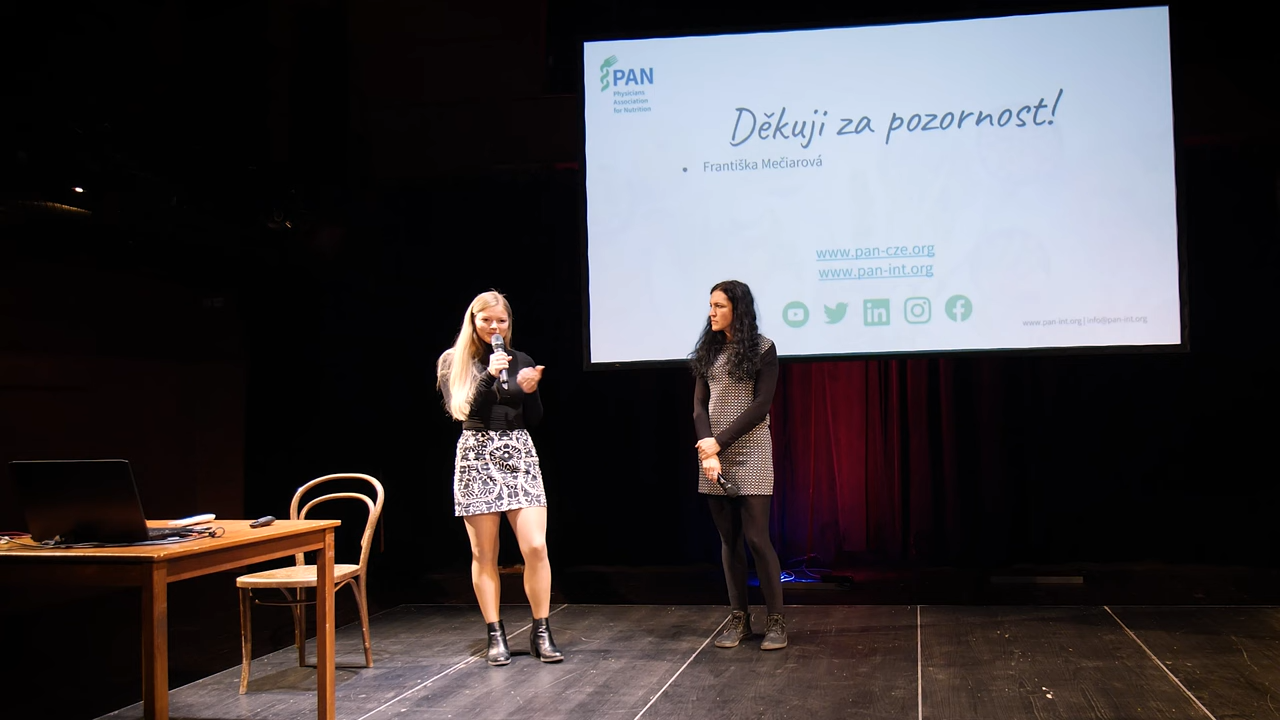 PAN
Physicians
Association
for Nutrition
Děkuji za pozornost!
• Františka Mečiarová
www.pan-cze.org
www.pan-int.org
www.pan-int.org | info@pan-int.org